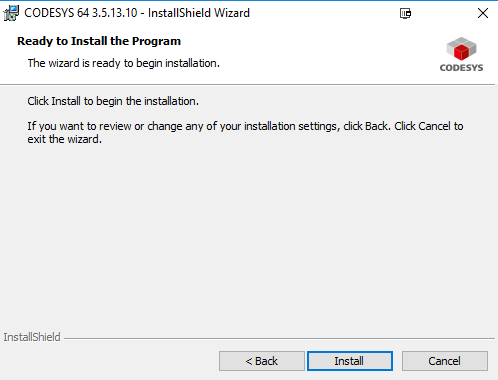 CODESYS 64 3.5.13.10 - InstallShield Wizard
Ready to Install the Program
The wizard is ready to begin installation.
CODESYS
Click Install to begin the installation.
If you want to review or change any of your installation settings, click Back. Click Cancel to
exit the wizard.
InstallShield
< Back
Install
Cancel